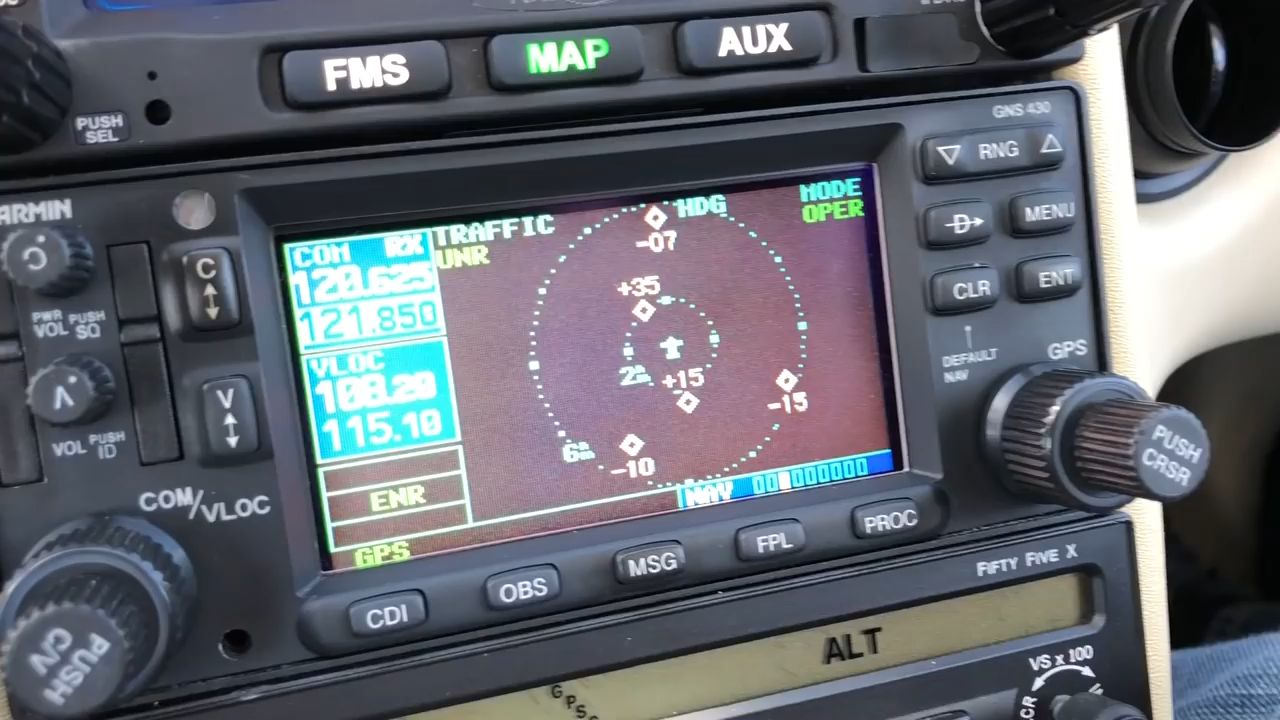 FMS
MAP
AUX
PUSH
SEL
GNS 430
ARMIN
C
PWR
VOL
PUSH
SQ
C
V
VOL
PUSH
ID
V
COM/VLOC
PUSH
C/V
COM RX
120.625
121.850
VLOC
108.20
115.10
ENR
GPS
TRAFFIC
UNR
HDG
MODE
OPER
-07
+35
2nm
+15
-15
6nm
-10
NAV
RNG
D
MENU
CLR
ENT
DEFAULT
NAV
GPS
PUSH
CRSR
CDI
OBS
MSG
FPL
PROC
FIFTY FIVE X
ALT
GPSS
VS x 100